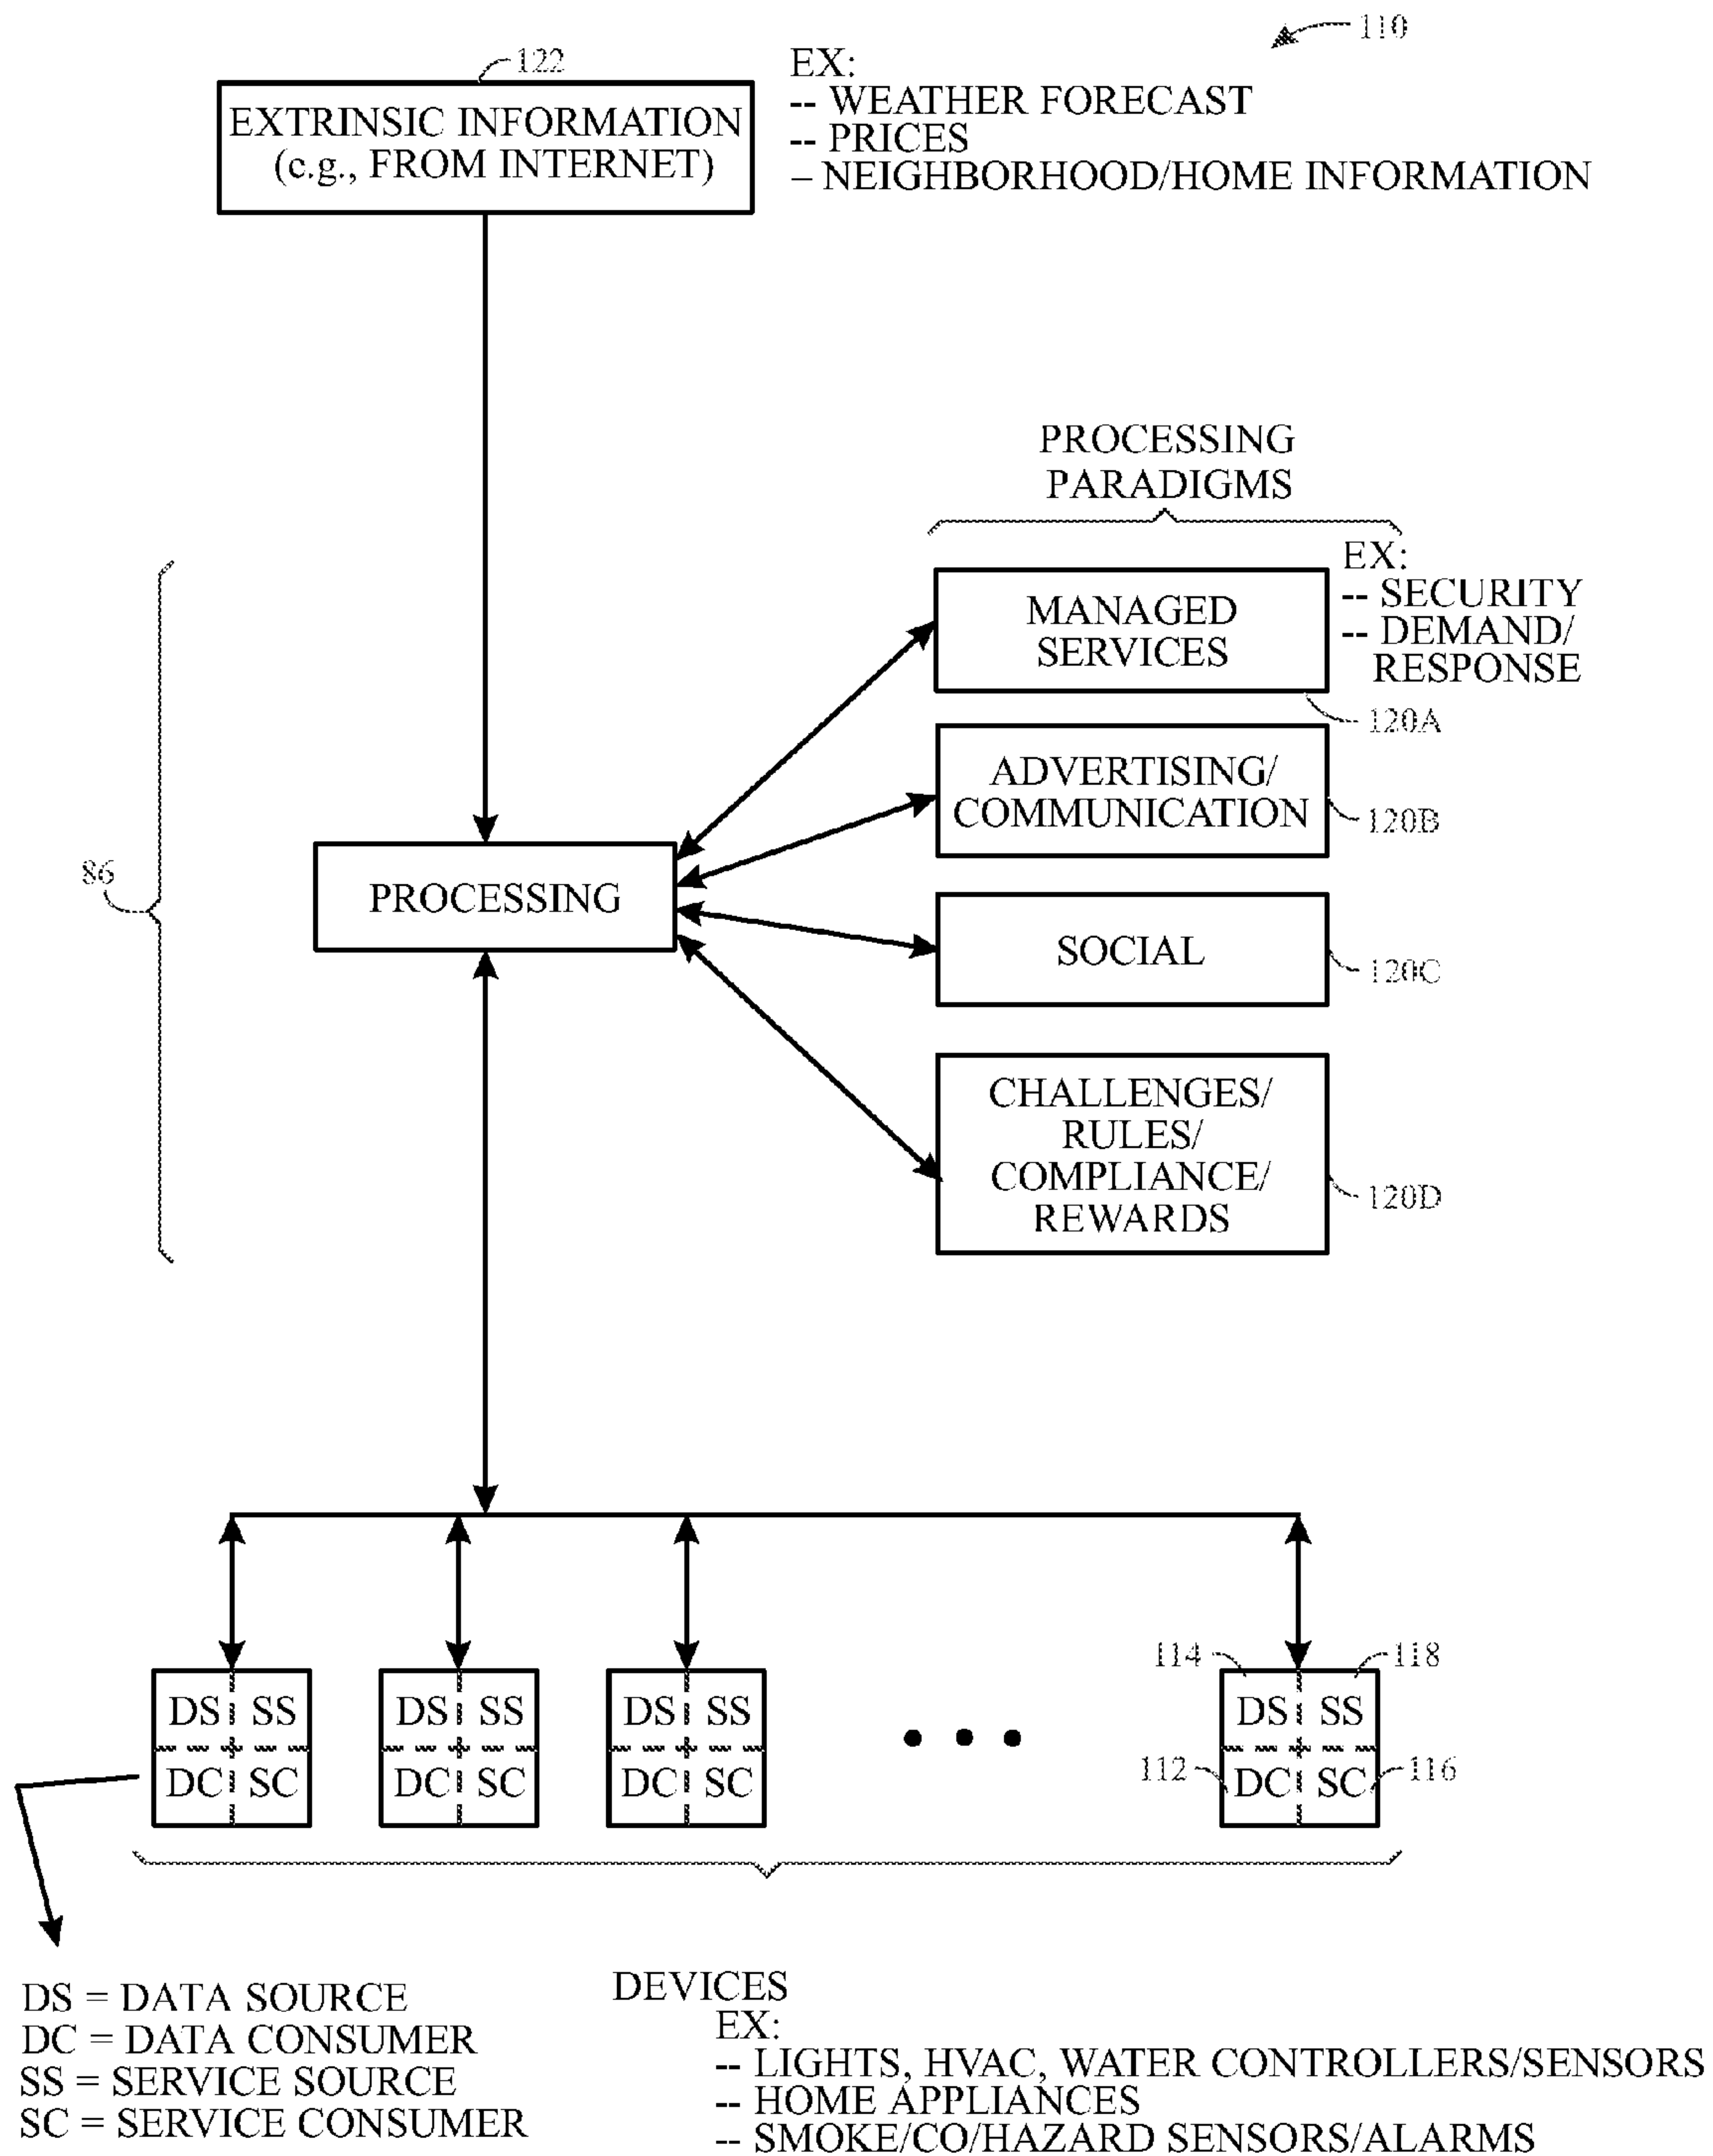 110
122
EXTRINSIC INFORMATION
(e.g., FROM INTERNET)
EX:
-- WEATHER FORECAST
-- PRICES
– NEIGHBORHOOD/HOME INFORMATION
PROCESSING
PARADIGMS
MANAGED
SERVICES
EX:
-- SECURITY
-- DEMAND/
RESPONSE
120A
ADVERTISING/
COMMUNICATION
120B
86
PROCESSING
SOCIAL
120C
CHALLENGES/
RULES/
COMPLIANCE/
REWARDS
120D
114
118
DS SS
DC SC
DS SS
DC SC
DS SS
DC SC
• • •
DS SS
DC SC
112
116
DS = DATA SOURCE
DC = DATA CONSUMER
SS = SERVICE SOURCE
SC = SERVICE CONSUMER
DEVICES
EX:
-- LIGHTS, HVAC, WATER CONTROLLERS/SENSORS
-- HOME APPLIANCES
-- SMOKE/CO/HAZARD SENSORS/ALARMS